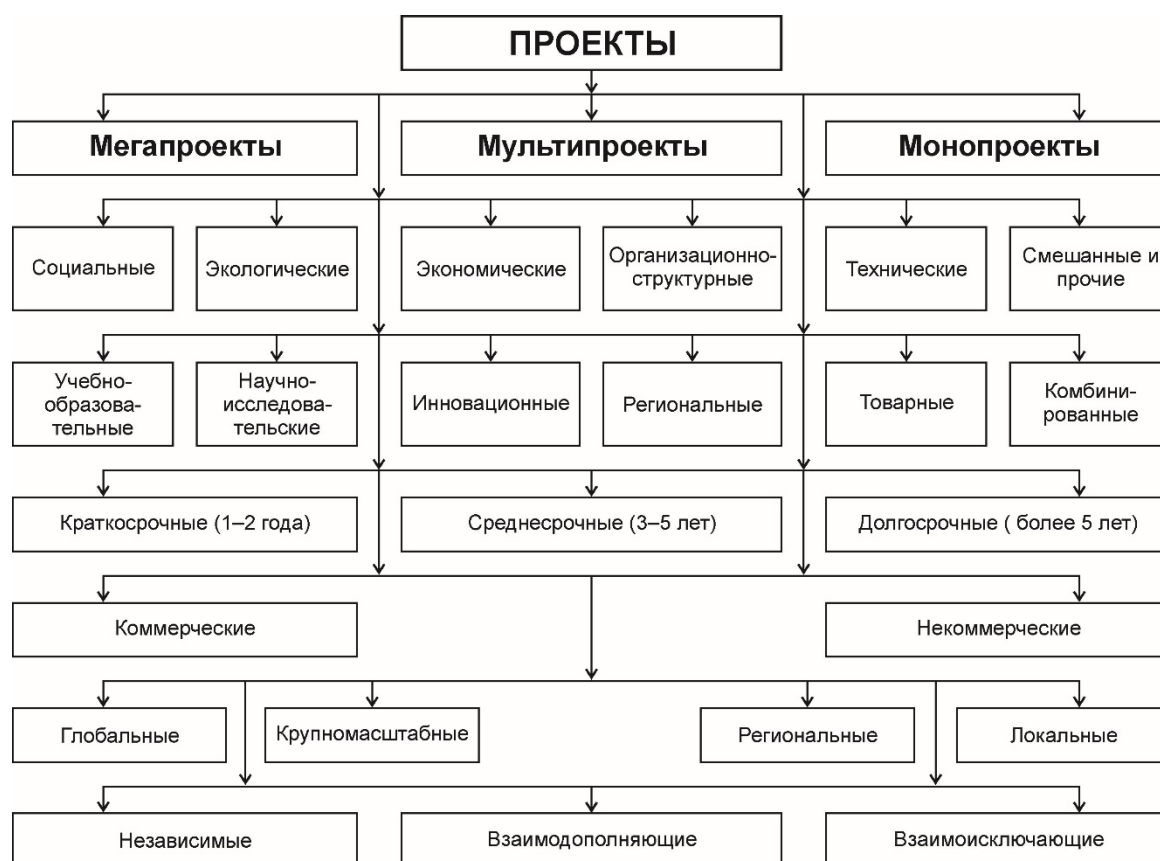 ПРОЕКТЫ
Мегапроекты
Мультипроекты
Монопроекты
Социальные
Экологические
Экономические
Организационно-
структурные
Технические
Смешанные и
прочие
Учебно-
образова-
тельные
Научно-
исследова-
тельские
Инновационные
Региональные
Товарные
Комбини-
рованные
Краткосрочные (1–2 года)
Среднесрочные (3–5 лет)
Долгосрочные ( более 5 лет)
Коммерческие
Некоммерческие
Глобальные
Крупномасштабные
Региональные
Локальные
Независимые
Взаимодополняющие
Взаимоисключающие